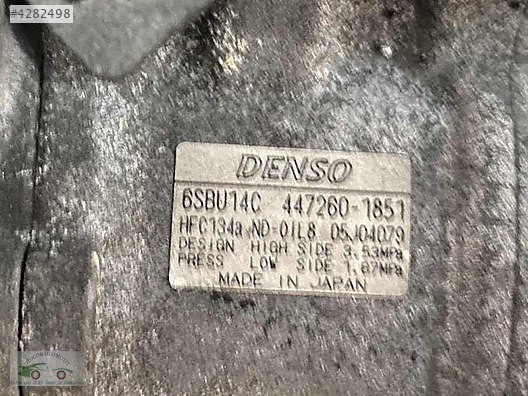 #4282498
DENSO
6SBU14C 447260-1851
HFC134a ND-OIL8 05J04079
DESIGN HIGH SIDE 3.53MPa
PRESS LOW SIDE 1.67MPa
MADE IN JAPAN